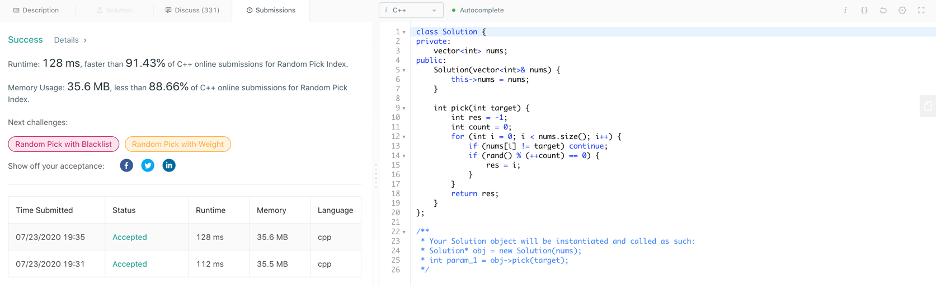 Description
Solution
Discuss (331)
Submissions
Success Details >
Runtime: 128 ms, faster than 91.43% of C++ online submissions for Random Pick Index.
Memory Usage: 35.6 MB, less than 88.66% of C++ online submissions for Random Pick
Index.
Next challenges:
Random Pick with Blacklist
Random Pick with Weight
Show off your acceptance:
Time Submitted Status Runtime Memory Language
07/23/2020 19:35 Accepted 128 ms 35.6 MB cpp
07/23/2020 19:31 Accepted 112 ms 35.5 MB cpp
i C++
Autocomplete
1 class Solution {
2 private:
3 vector<int> nums;
4 public:
5 Solution(vector<int>& nums) {
6 this->nums = nums;
7 }
8
9 int pick(int target) {
10 int res = -1;
11 int count = 0;
12 for (int i = 0; i < nums.size(); i++) {
13 if (nums[i] != target) continue;
14 if (rand() % (++count) == 0) {
15 res = i;
16 }
17 }
18 return res;
19 }
20 };
21
22 /**
23 * Your Solution object will be instantiated and called as such:
24 * Solution* obj = new Solution(nums);
25 * int param_1 = obj->pick(target);
26 */